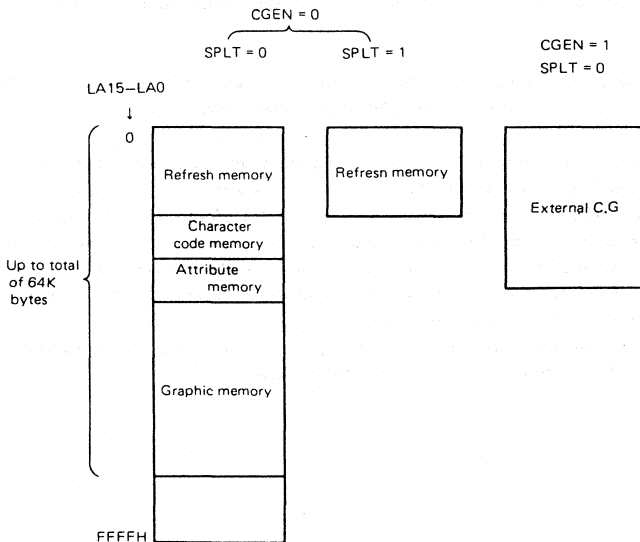 CGEN = 0
SPLT = 0
SPLT = 1
CGEN = 1
SPLT = 0
LA15–LA0
↓
0
Refresh memory
Refresn memory
External C.G
Character
code memory
Attribute
memory
Up to total
of 64K
bytes
Graphic memory
FFFFH